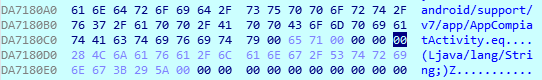 DA7180A0 61 6E 64 72 6F 69 64 2F 73 75 70 70 6F 72 74 2F android/support/
DA7180B0 76 37 2F 61 70 70 2F 41 70 70 43 6F 6D 70 69 61 v7/app/AppCompia
DA7180C0 74 41 63 74 69 76 69 74 79 00 65 71 00 00 00 00 tActivity.eq....
DA7180D0 28 4C 6A 61 76 61 2F 6C 61 6E 67 2F 53 74 72 69 (Ljava/lang/Stri
DA7180E0 6E 67 3B 29 5A 00 00 00 00 00 00 00 00 00 00 00 ng;)Z...........